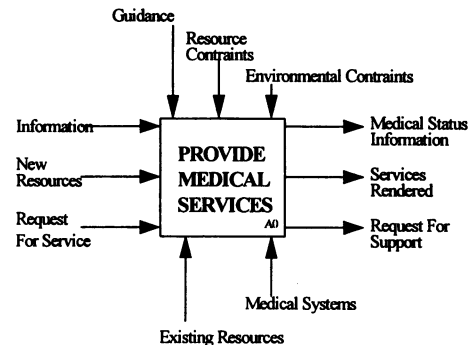 Guidance
Resource
Contraints
Environmental Contraints
Information
New
Resources
Request
For Service
PROVIDE
MEDICAL
SERVICES
A0
Medical Status
Information
Services
Rendered
Request For
Support
Medical Systems
Existing Resources